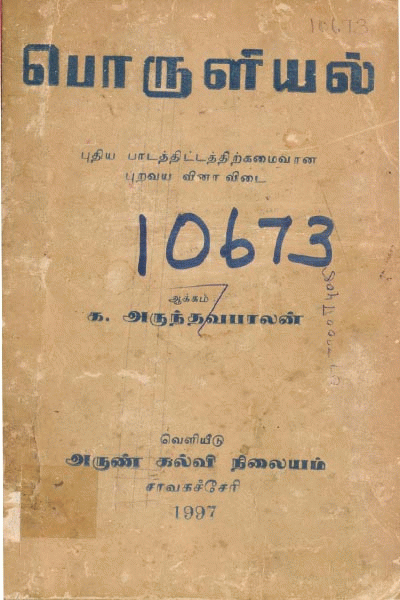 10673
பொருளியல்
புதிய பாடத்திட்டத்திற்கமைவான
புறவய வினா விடை
10673
ஆக்கம்
க. அருந்தவபாலன்
வெளியீடு
அருண் கல்வி நிலையம்
சாவகச்சேரி
1997